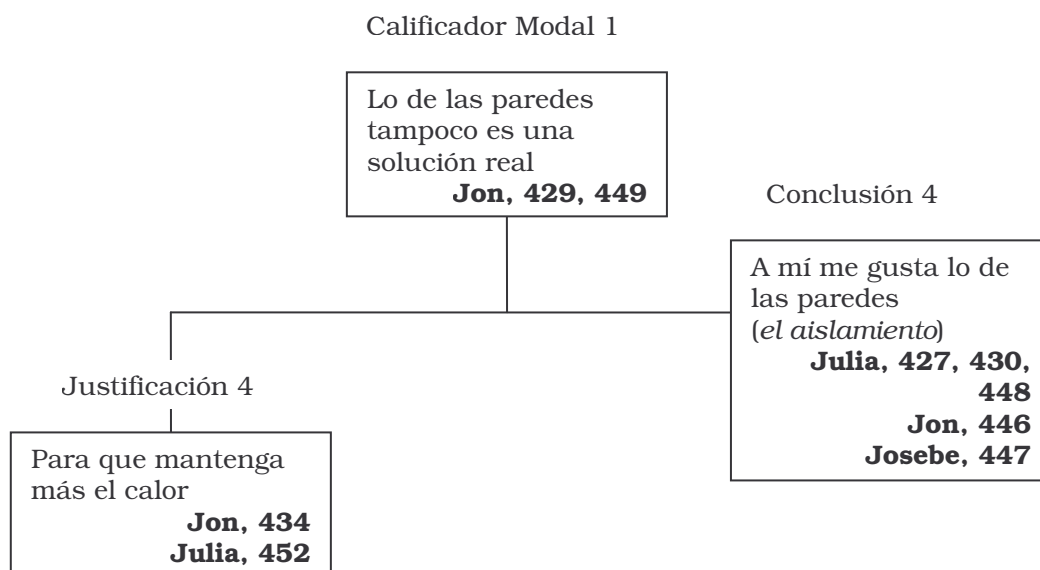 Calificador Modal 1
Lo de las paredes
tampoco es una
solución real
Jon, 429, 449
Conclusión 4
A mí me gusta lo de
las paredes
(el aislamiento)
Julia, 427, 430,
448
Jon, 446
Josebe, 447
Justificación 4
Para que mantenga
más el calor
Jon, 434
Julia, 452